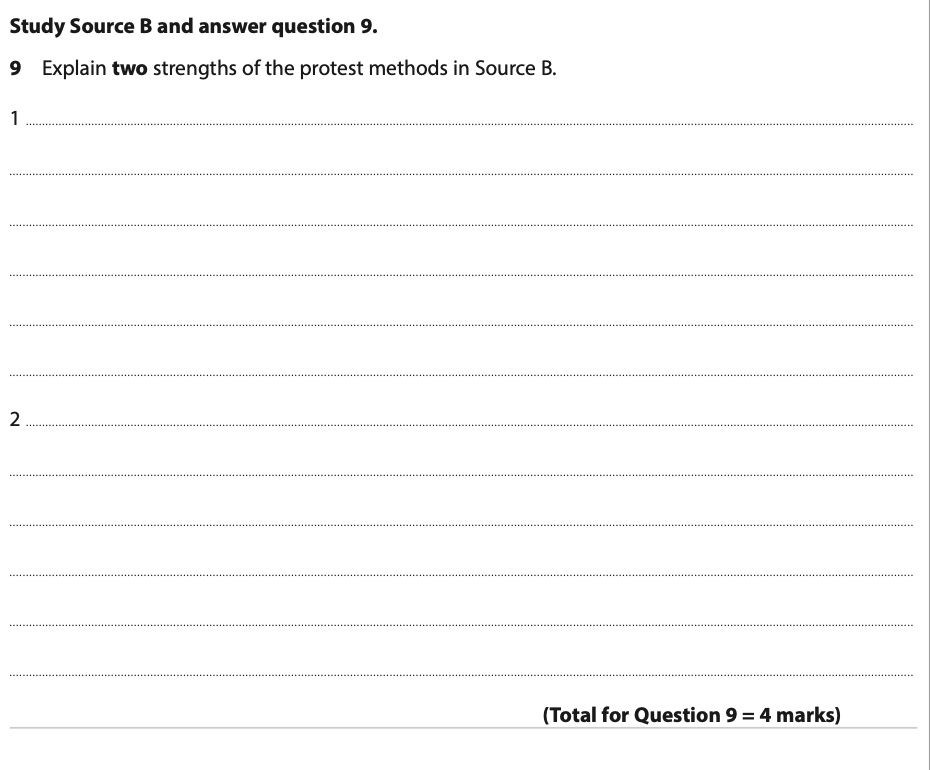 Study Source B and answer question 9.
9 Explain two strengths of the protest methods in Source B.
1
2
(Total for Question 9 = 4 marks)